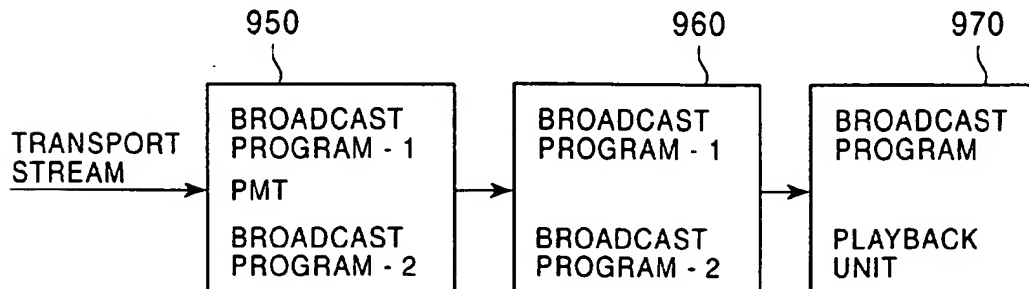 950
960
970
TRANSPORT
STREAM
BROADCAST
PROGRAM - 1
PMT
BROADCAST
PROGRAM - 2
BROADCAST
PROGRAM - 1
BROADCAST
PROGRAM - 2
BROADCAST
PROGRAM
PLAYBACK
UNIT